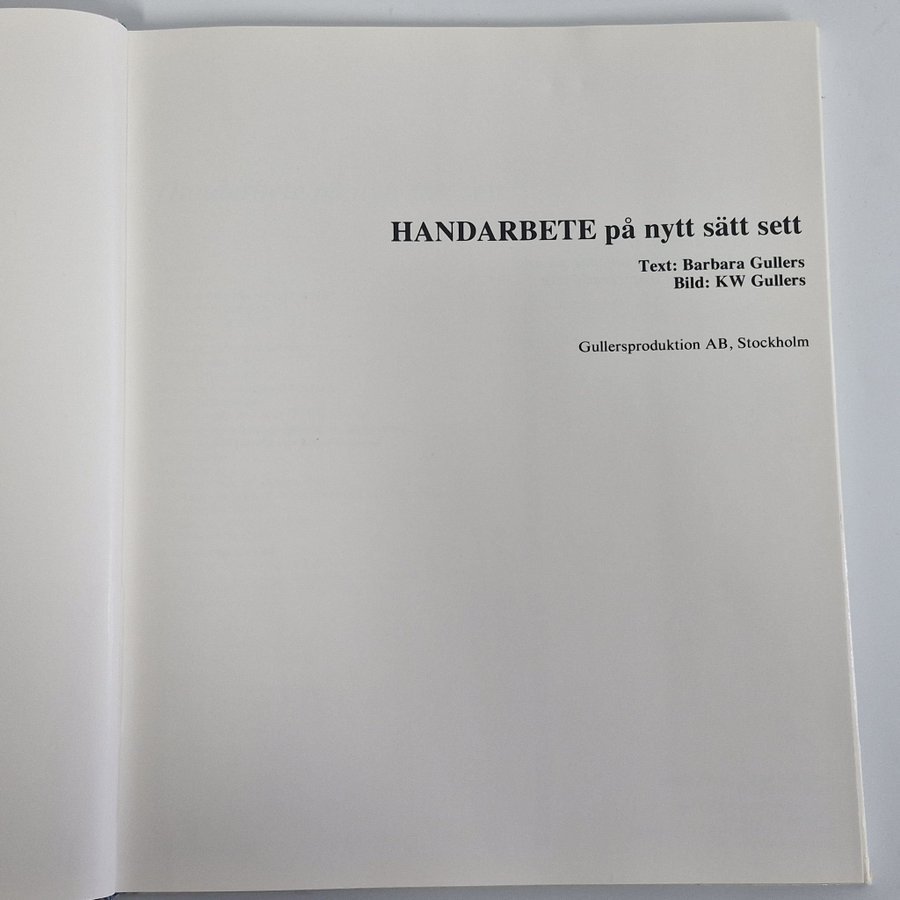 HANDARBETE på nytt sätt sett
Text: Barbara Gullers
Bild: KW Gullers
Gullersproduktion AB, Stockholm